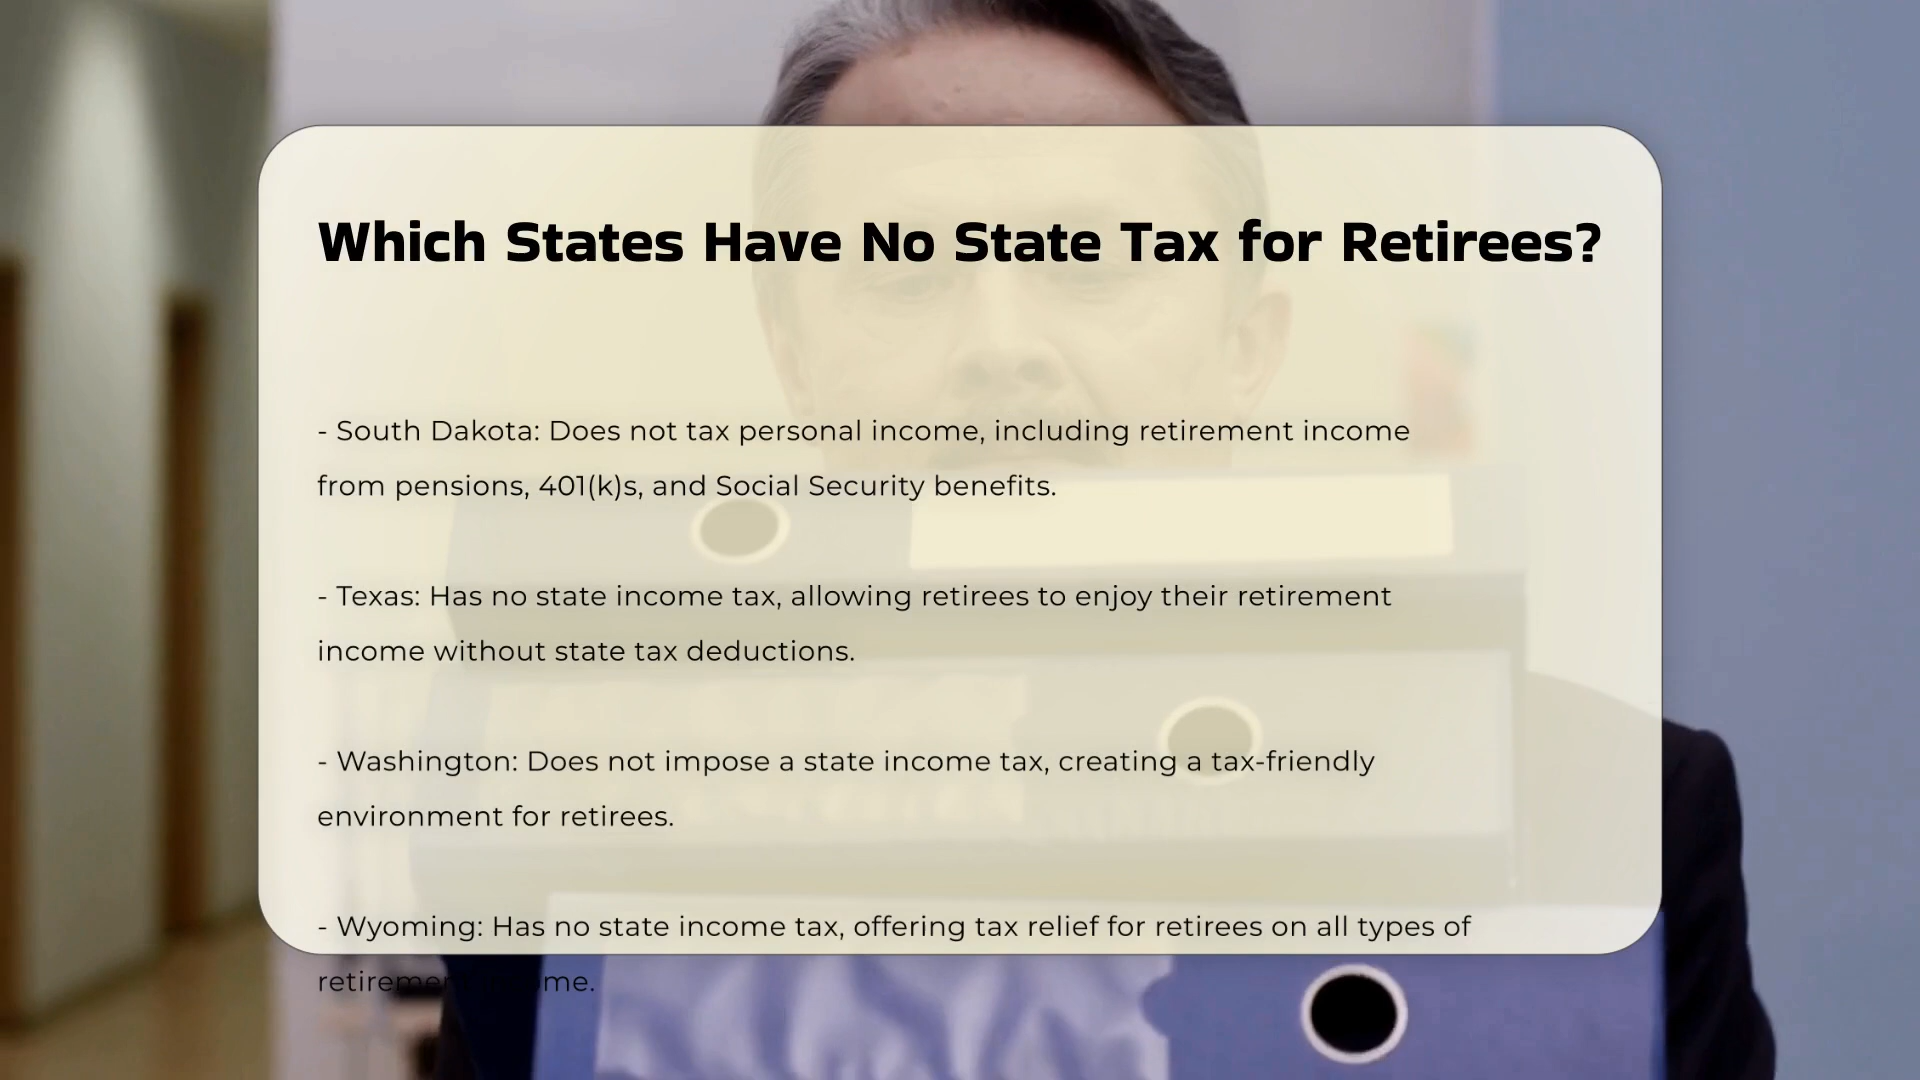 Which States Have No State Tax for Retirees?
- South Dakota: Does not tax personal income, including retirement income
from pensions, 401(k)s, and Social Security benefits.
- Texas: Has no state income tax, allowing retirees to enjoy their retirement
income without state tax deductions.
- Washington: Does not impose a state income tax, creating a tax-friendly
environment for retirees.
- Wyoming: Has no state income tax, offering tax relief for retirees on all types of
retirement income.